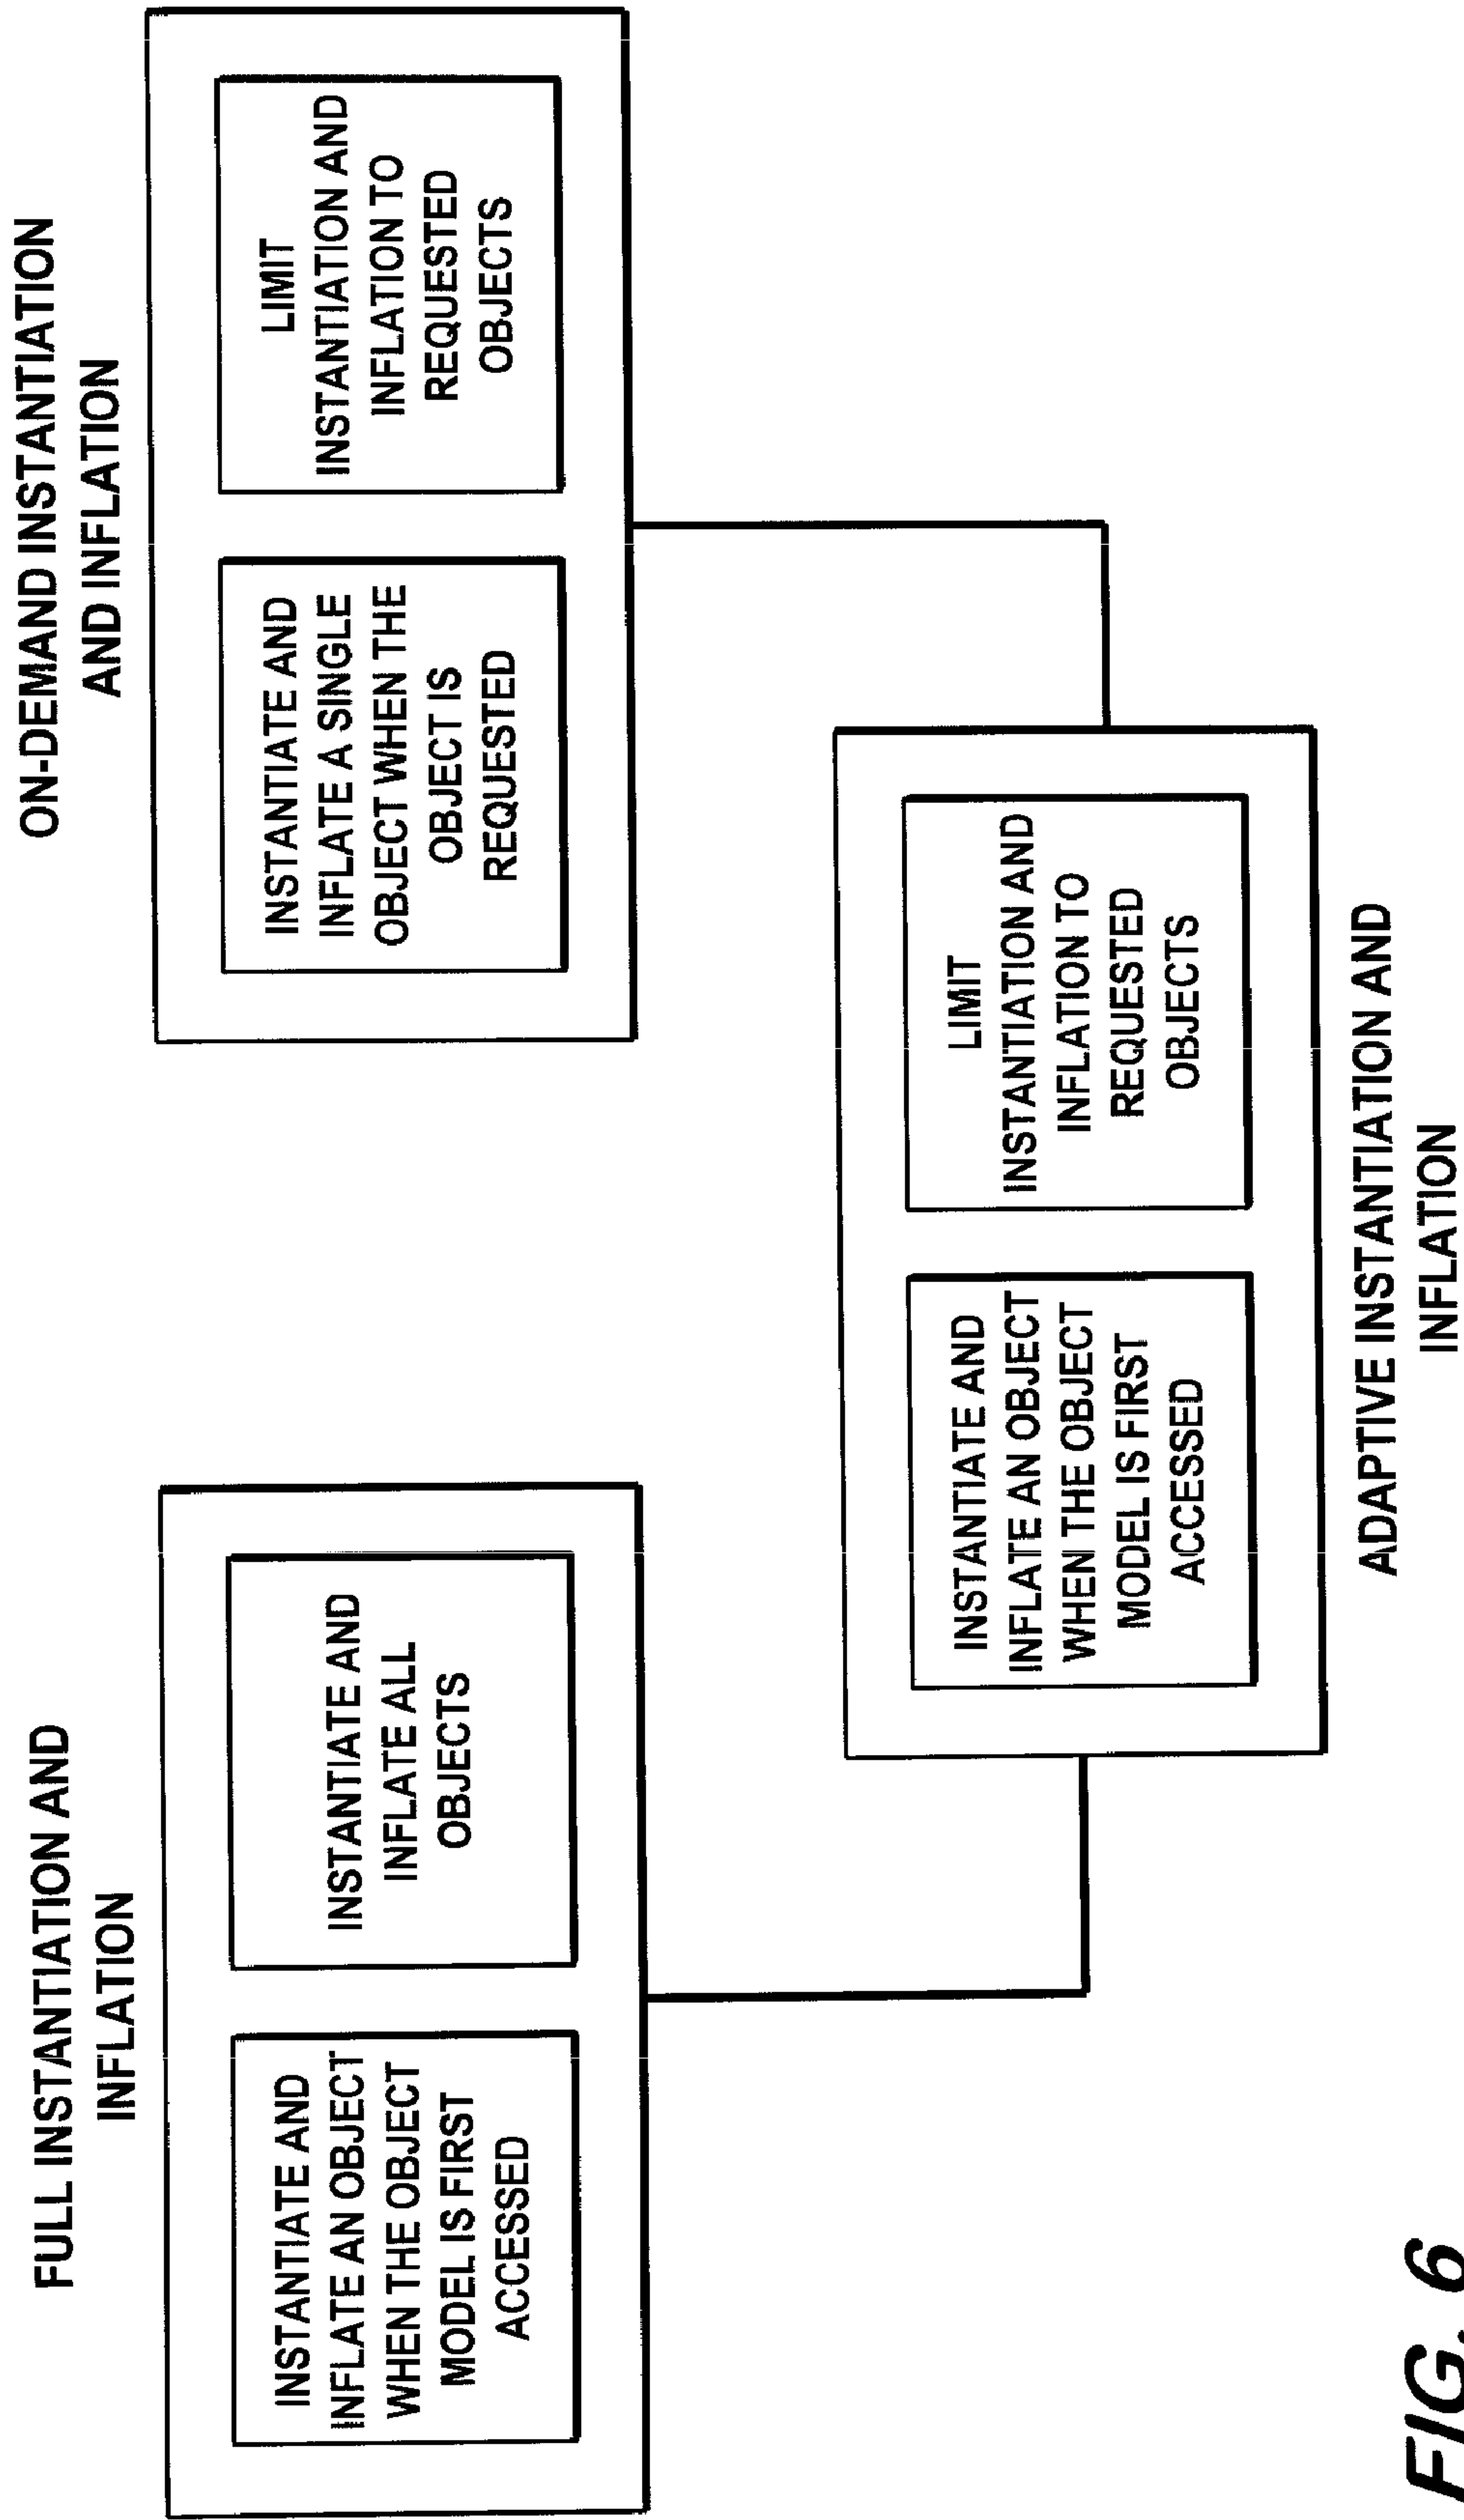 FULL INSTANTIATION AND
INFLATION
INSTANTIATE AND
INFLATE AN OBJECT
WHEN THE OBJECT
MODEL IS FIRST
ACCESSED
INSTANTIATE AND
INFLATE ALL
OBJECTS
ON-DEMAND INSTANTIATION
AND INFLATION
INSTANTIATE AND
INFLATE A SINGLE
OBJECT WHEN THE
OBJECT IS
REQUESTED
LIMIT
INSTANTIATION AND
INFLATION TO
REQUESTED
OBJECTS
INSTANTIATE AND
INFLATE AN OBJECT
WHEN THE OBJECT
MODEL IS FIRST
ACCESSED
LIMIT
INSTANTIATION AND
INFLATION TO
REQUESTED
OBJECTS
ADAPTIVE INSTANTIATION AND
INFLATION
FIG. 6